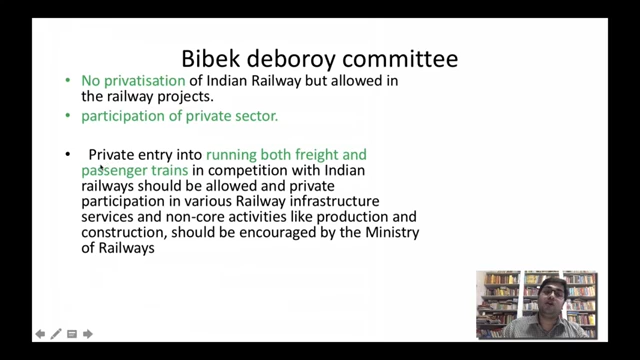 Bibek deboroy committee
• No privatisation of Indian Railway but allowed in
the railway projects.
• participation of private sector.
• Private entry into running both freight and
passenger trains in competition with Indian
railways should be allowed and private
participation in various Railway infrastructure
services and non-core activities like production and
construction, should be encouraged by the Ministry
of Railways